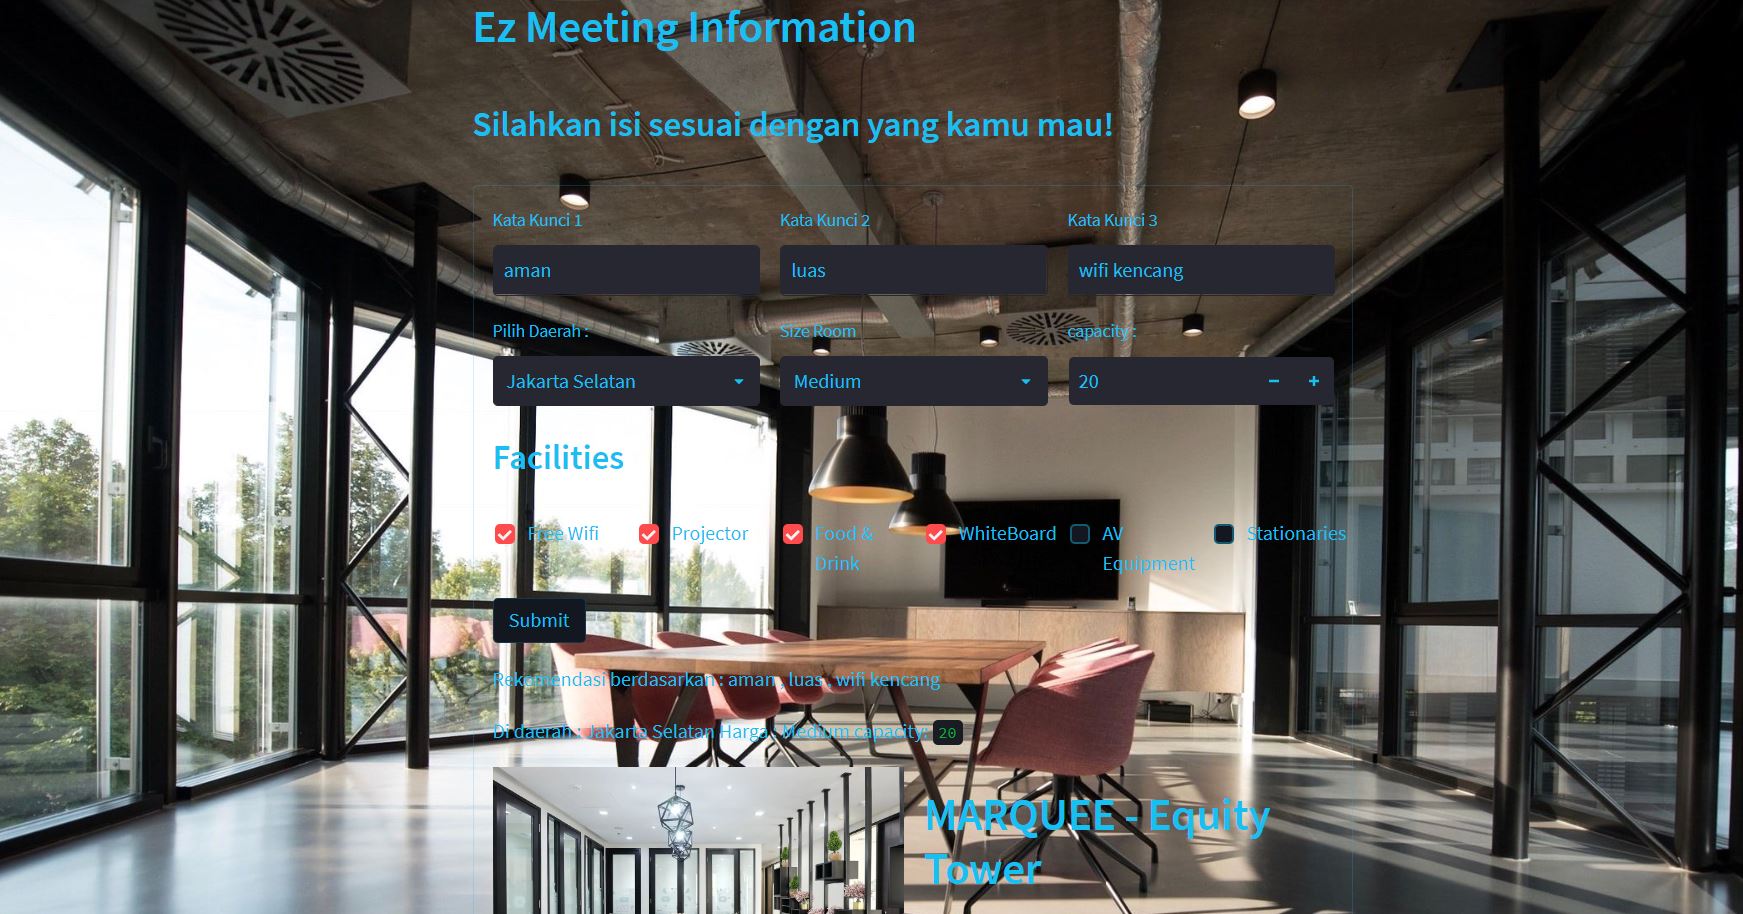 Ez Meeting Information
Silahkan isi sesuai dengan yang kamu mau!
Kata Kunci 1
Kata Kunci 2
Kata Kunci 3
aman
luas
wifi kencang
Pilih Daerah :
Size Room
capacity :
Jakarta Selatan
Medium
20
Facilities
Free Wifi
Projector
Food &
Drink
WhiteBoard
AV
Equipment
Stationaries
Submit
Rekomendasi berdasarkan : aman , luas , wifi kencang
Di daerah : Jakarta Selatan Harga : Medium capacity: 20
MARQUEE - Equity
Tower